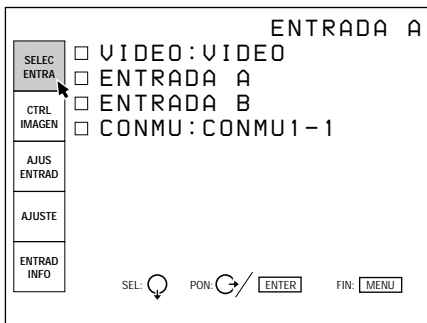 ENTRADA A
SELEC
ENTRA
CTRL
IMAGEN
AJUS
ENTRAD
AJUSTE
ENTRAD
INFO
VIDEO:VIDEO
ENTRADA A
ENTRADA B
CONMU:CONMU1-1
SEL: PON: / ENTER FIN: MENU